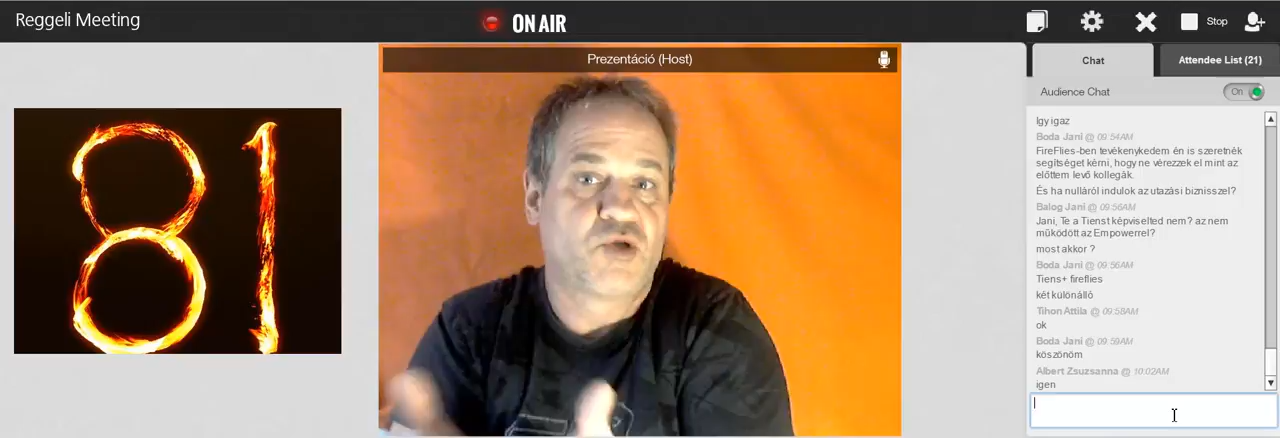 Reggeli Meeting
ON AIR
Stop
81
Prezentáció (Host)
Chat
Attendee List (21)
Audience Chat
On
Igy igaz
Boda Jani @ 09:54AM
FireFlies-ben tevékenykedem én is szeretnèk
segítséget kérni, hogy ne vérezzek el mint az
előttem levő kollegák.
És ha nulláról indulok az utazási biznisszel?
Balog Jani @ 09:56AM
Jani, Te a Tienst képviselted nem? az nem
működött az Empowerrel?
most akkor ?
Boda Jani @ 09:56AM
Tiens+ fireflies
két különálló
Tihon Attila @ 09:58AM
ok
Boda Jani @ 09:59AM
köszönöm
Albert Zsuzsanna @ 10:02AM
igen